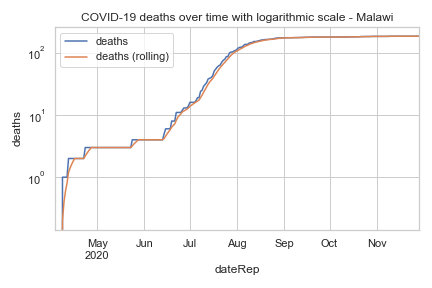 COVID-19 deaths over time with logarithmic scale - Malawi
deaths
deaths (rolling)
deaths
10²
10¹
10⁰
May Jun Jul Aug Sep Oct Nov
2020
dateRep